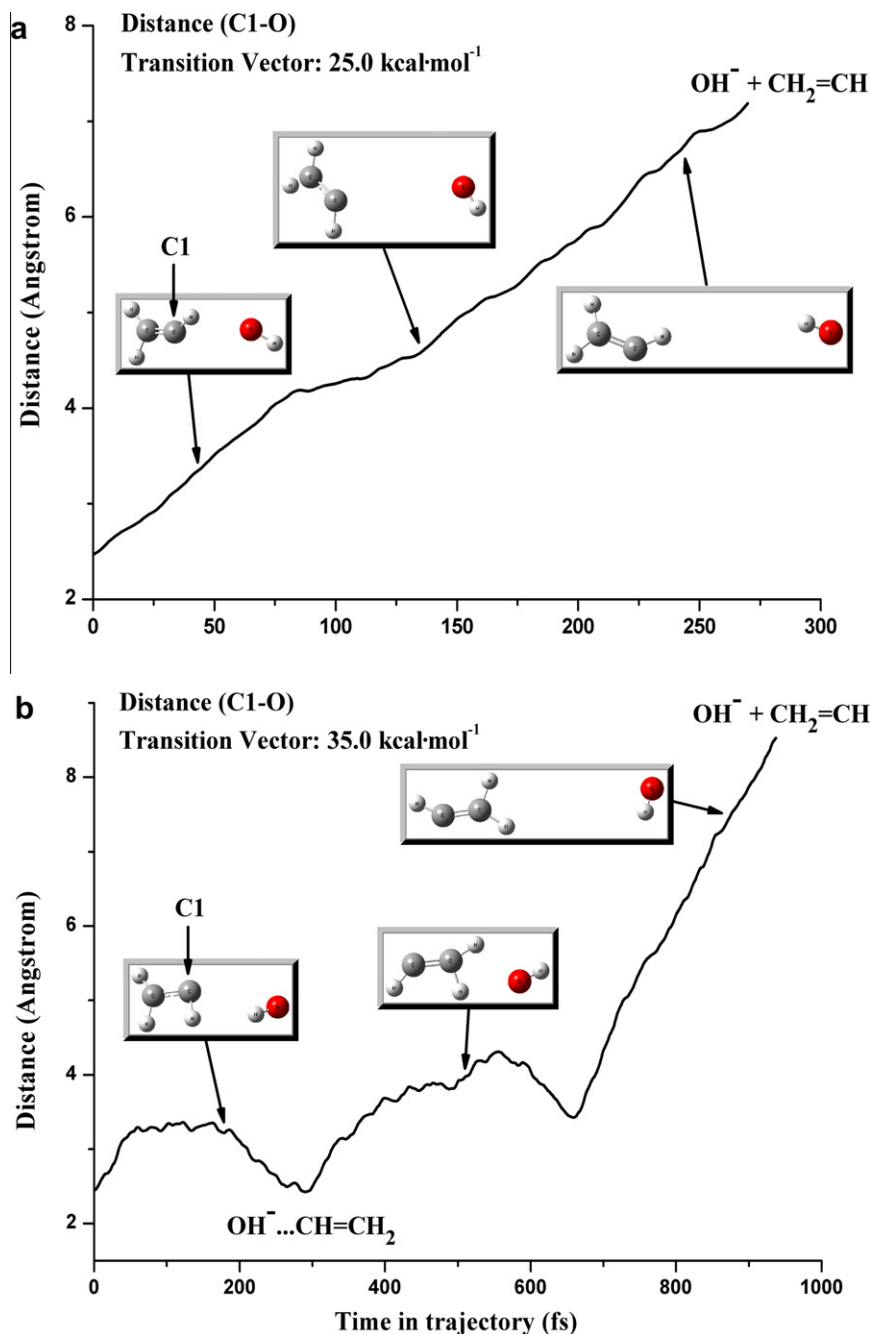 a
Distance (C1-O)
Transition Vector: 25.0 kcal·mol⁻¹
OH⁻ + CH₂=CH
C1
Distance (Angstrom)
8
6
4
2
0 50 100 150 200 250 300
b
Distance (C1-O)
Transition Vector: 35.0 kcal·mol⁻¹
OH⁻ + CH₂=CH
C1
OH⁻...CH=CH₂
Distance (Angstrom)
8
6
4
2
0 200 400 600 800 1000
Time in trajectory (fs)